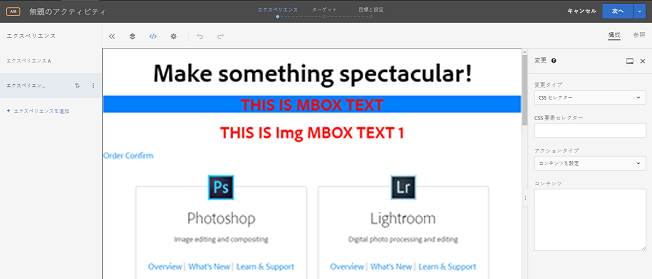 AB 無題のアクティビティ
エクスペリエンス ターゲット 目標と設定
キャンセル 次へ
エクスペリエンス
構成 参照
エクスペリエンス A
エクスペリエン...
+ エクスペリエンスを追加
Make something spectacular!
THIS IS MBOX TEXT
THIS IS Img MBOX TEXT 1
Order Confirm
Ps
Photoshop
Image editing and compositing
Overview | What's New | Learn & Support
Lr
Lightroom
Digital photo processing and editing
Overview | What's New | Learn & Support
変更
変更タイプ
CSS セレクター
CSS 要素セレクター
アクションタイプ
コンテンツを設定
コンテンツ